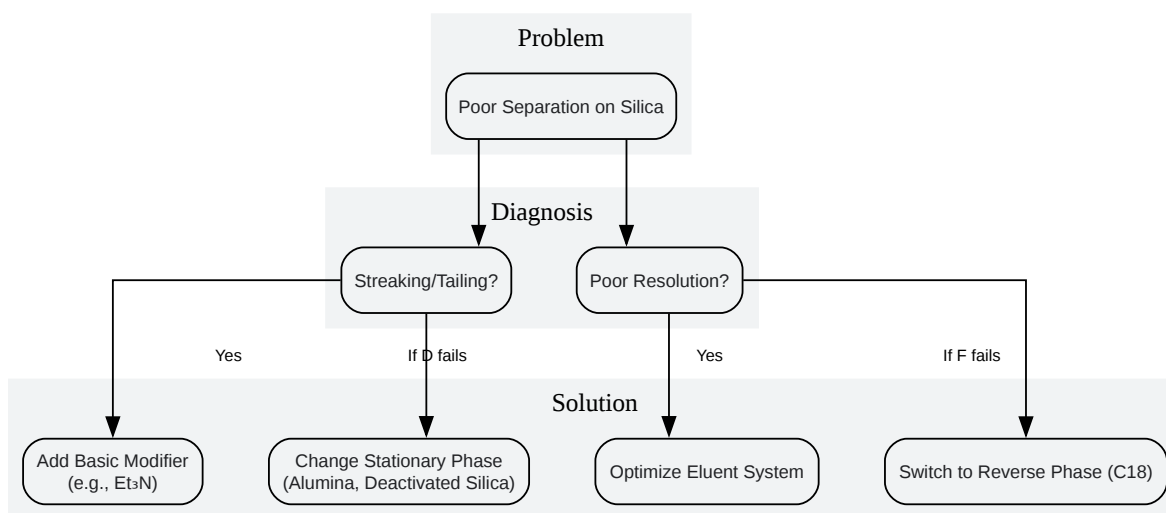 Problem
Poor Separation on Silica
Diagnosis
Streaking/Tailing?
Poor Resolution?
Yes
If D fails
Yes
If F fails
Solution
Add Basic Modifier
(e.g., Et₃N)
Change Stationary Phase
(Alumina, Deactivated Silica)
Optimize Eluent System
Switch to Reverse Phase (C18)